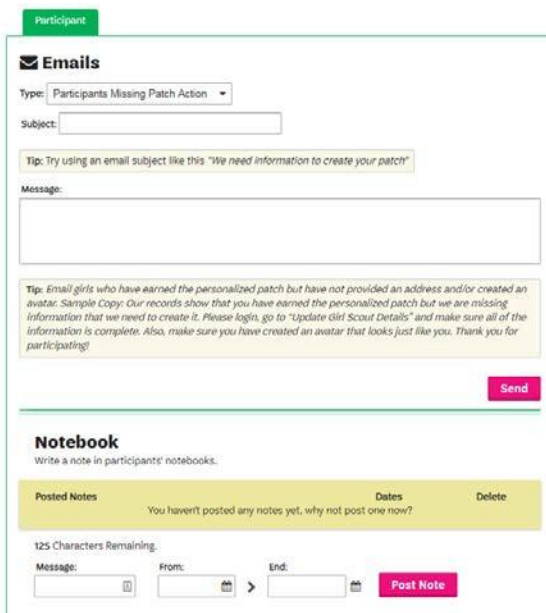 Participant
Emails
Type: Participants Missing Patch Action
Subject:
Tip: Try using an email subject like this "We need information to create your patch"
Message:
Tip: Email girls who have earned the personalized patch but have not provided an address and/or created an
avatar. Sample Copy: Our records show that you have earned the personalized patch but we are missing
information that we need to create it. Please login, go to "Update Girl Scout Details" and make sure all of the
information is complete. Also, make sure you have created an avatar that looks just like you. Thank you for
participating!
Send
Notebook
Write a note in participants' notebooks.
Posted Notes Dates Delete
You haven't posted any notes yet, why not post one now?
125 Characters Remaining.
Message: From: End:
Post Note